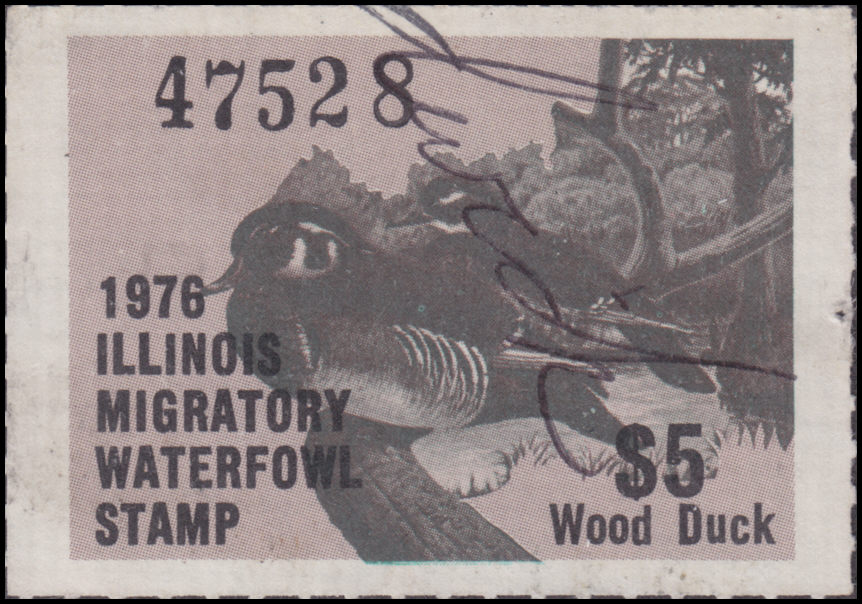 47528
1976
ILLINOIS
MIGRATORY
WATERFOWL
STAMP
$5
Wood Duck